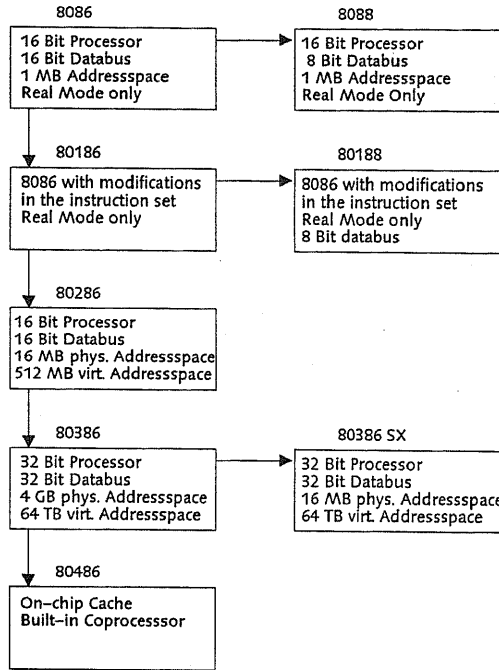 8086
16 Bit Processor
16 Bit Databus
1 MB Addressspace
Real Mode only
8088
16 Bit Processor
8 Bit Databus
1 MB Addressspace
Real Mode Only
80186
8086 with modifications
in the instruction set
Real Mode only
80188
8086 with modifications
in the instruction set
Real Mode only
8 Bit databus
80286
16 Bit Processor
16 Bit Databus
16 MB phys. Addressspace
512 MB virt. Addressspace
80386
32 Bit Processor
32 Bit Databus
4 GB phys. Addressspace
64 TB virt. Addressspace
80386 SX
32 Bit Processor
32 Bit Databus
16 MB phys. Addressspace
64 TB virt. Addressspace
80486
On-chip Cache
Built-in Coprocesssor